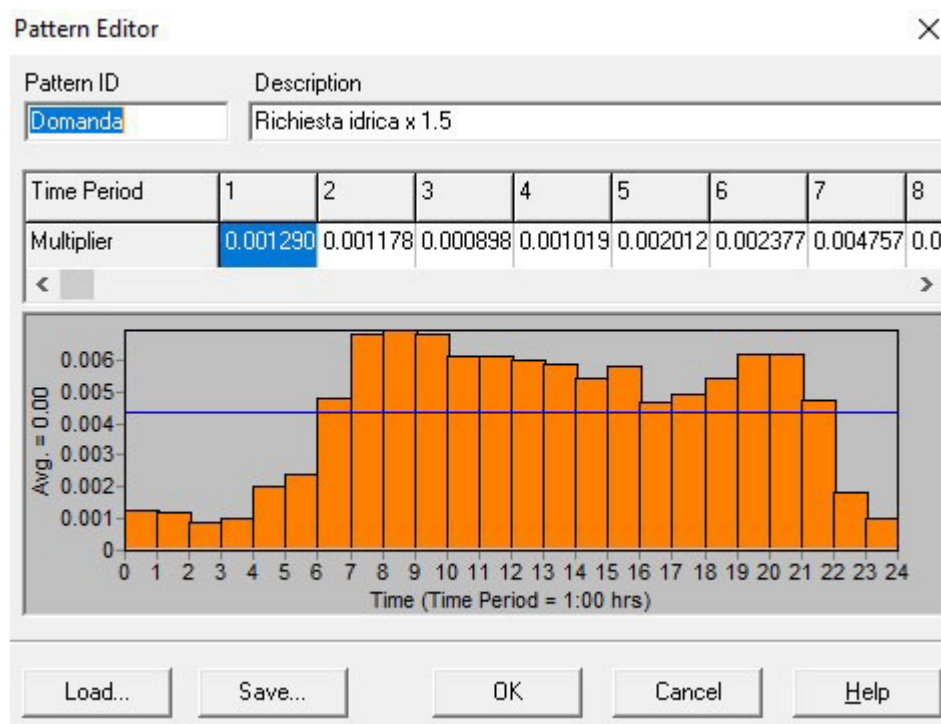 Pattern Editor
Pattern ID Description
Domanda Richiesta idrica x 1.5
Time Period 1 2 3 4 5 6 7 8
Multiplier 0.001290 0.001178 0.000898 0.001019 0.002012 0.002377 0.004757 0.0
Avg. = 0.00
0.006
0.005
0.004
0.003
0.002
0.001
0
0 1 2 3 4 5 6 7 8 9 10 11 12 13 14 15 16 17 18 19 20 21 22 23 24
Time (Time Period = 1:00 hrs)
Load... Save... OK Cancel Help